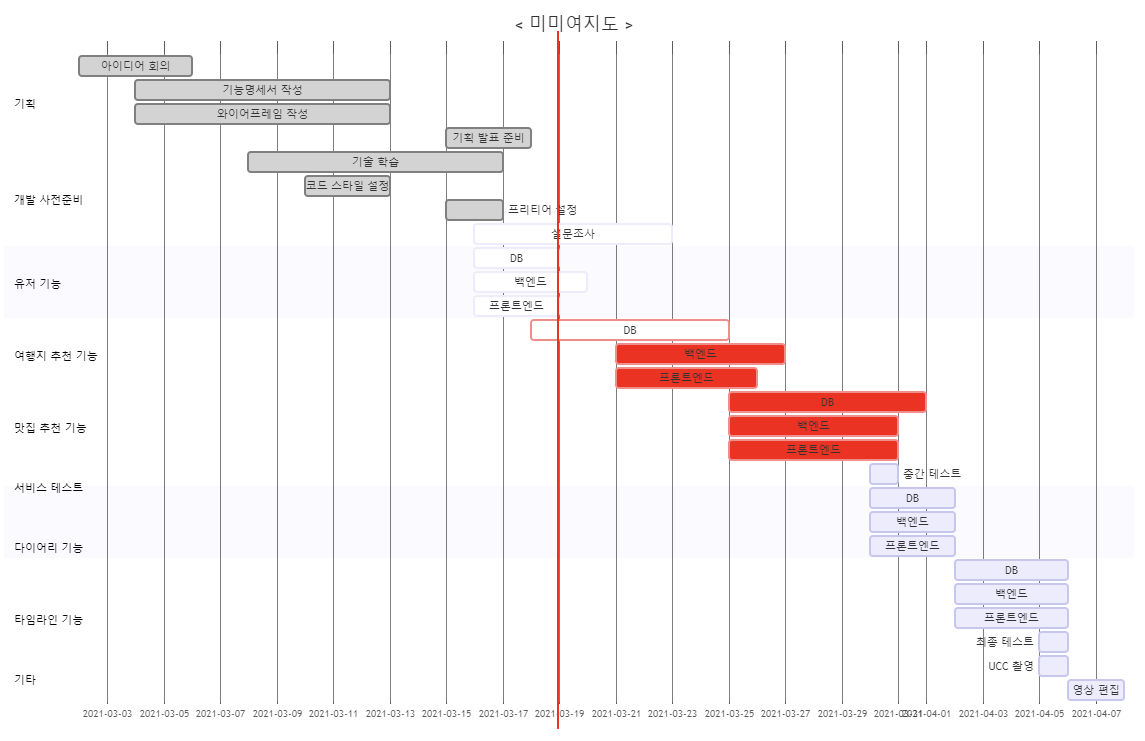 < 미미여지도 >
아이디어 회의
기능명세서 작성
기획
와이어프레임 작성
기획 발표 준비
기술 학습
코드 스타일 설정
개발 사전준비
프리티어 설정
설문조사
DB
유저 기능
백엔드
프론트엔드
DB
여행지 추천 기능
백엔드
프론트엔드
DB
맛집 추천 기능
백엔드
프론트엔드
중간 테스트
서비스 테스트
DB
백엔드
다이어리 기능
프론트엔드
DB
백엔드
타임라인 기능
프론트엔드
최종 테스트
UCC 촬영
기타
영상 편집
2021-03-03 2021-03-05 2021-03-07 2021-03-09 2021-03-11 2021-03-13 2021-03-15 2021-03-17 2021-03-19 2021-03-21 2021-03-23 2021-03-25 2021-03-27 2021-03-29 2021-03-31 2021-04-01 2021-04-03 2021-04-05 2021-04-07